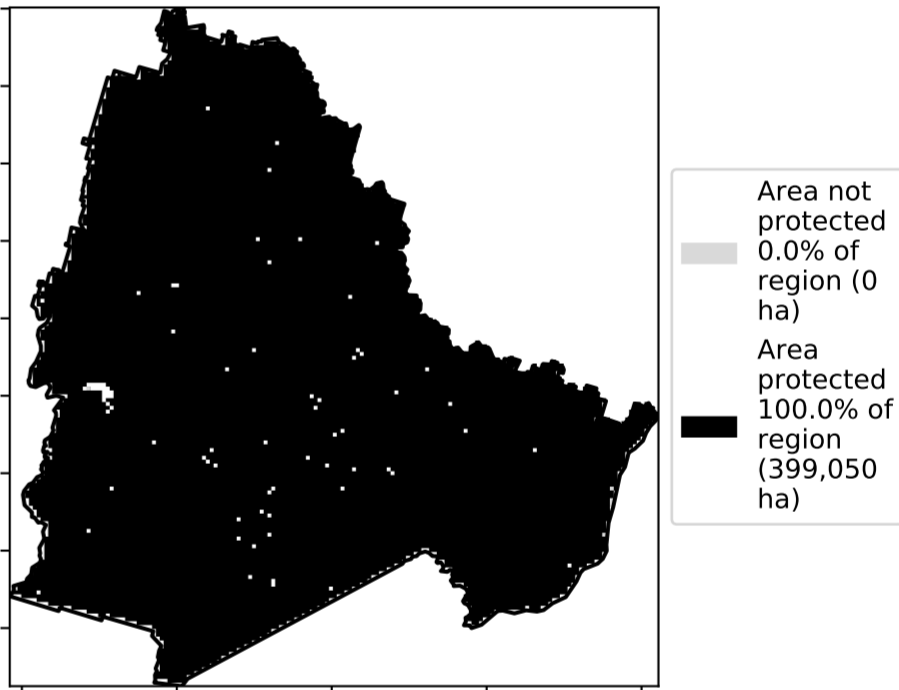 Area not
protected
0.0% of
region (0
ha)
Area
protected
100.0% of
region
(399,050
ha)